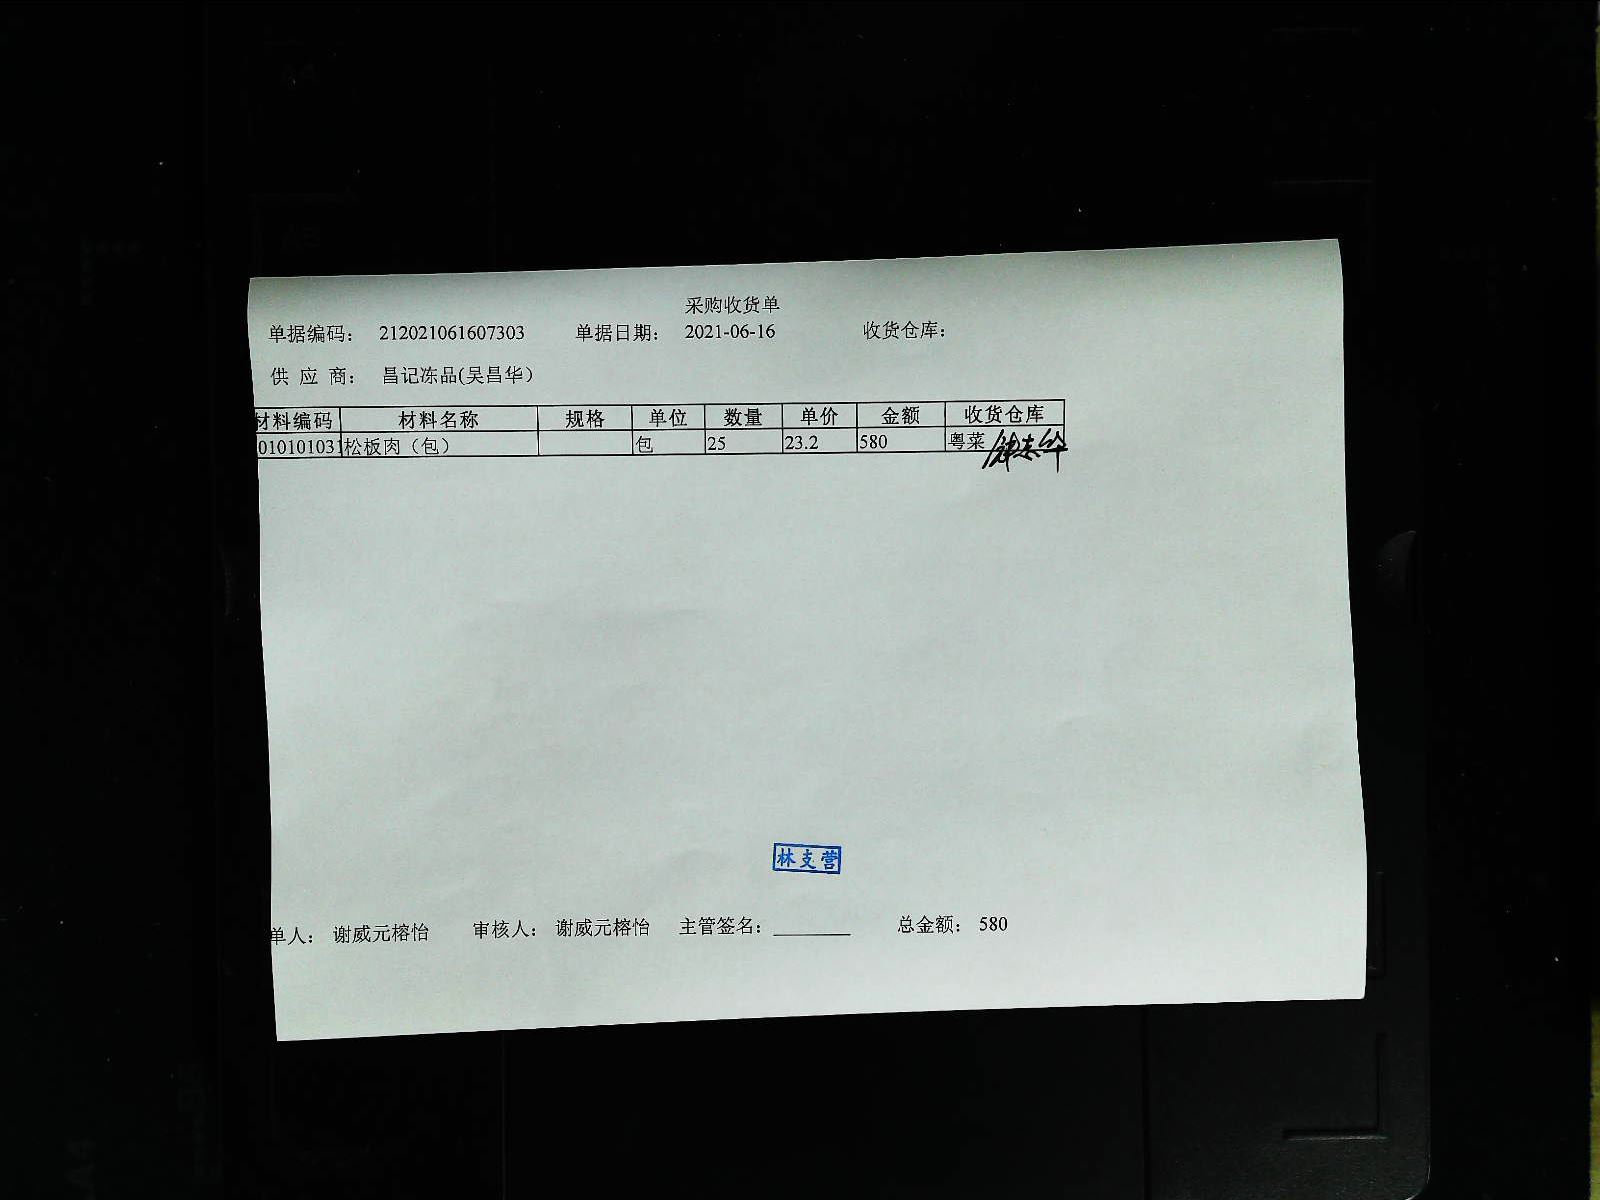 采购收货单
单据编码： 212021061607303 单据日期： 2021-06-16 收货仓库：
供 应 商： 昌记冻品(吴昌华）
材料编码 材料名称 规格 单位 数量 单价 金额 收货仓库
010101031 松板肉（包） 包 25 23.2 580 粤菜
林支营
单人： 谢威元榕怡 审核人： 谢威元榕怡 主管签名：________ 总金额： 580